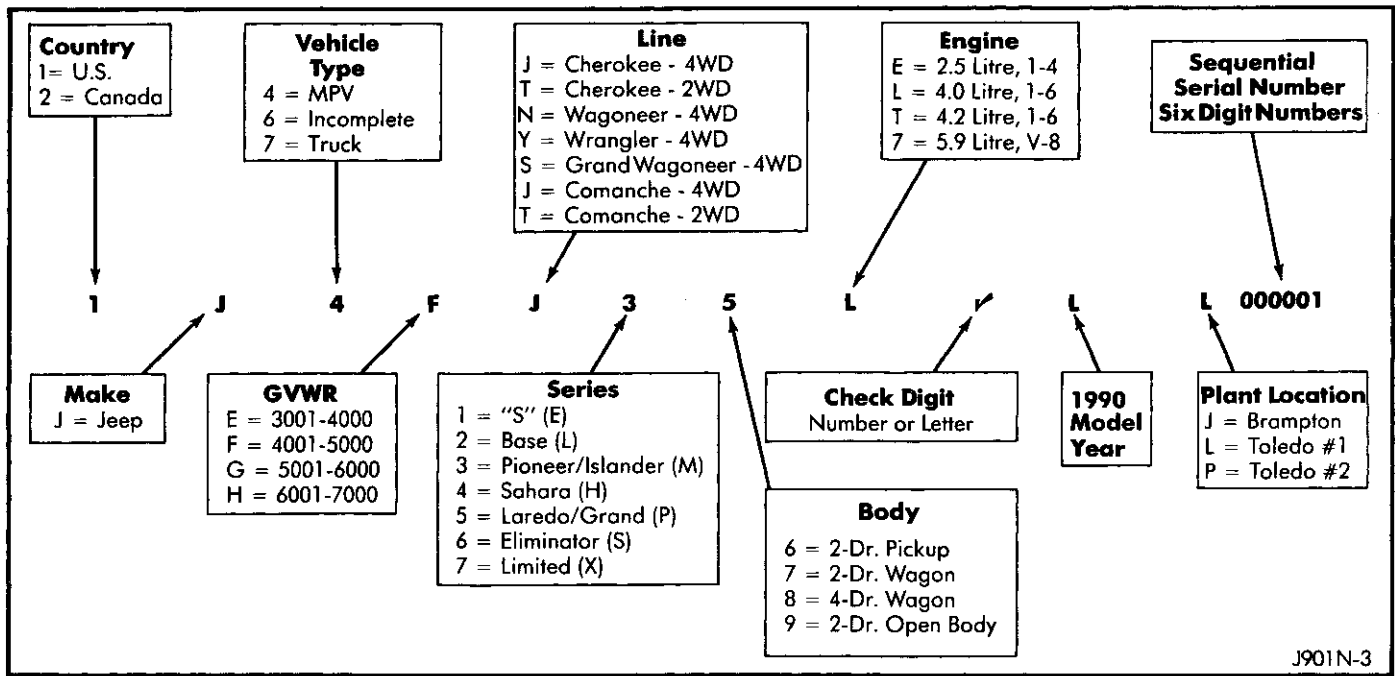 Country
1= U.S.
2 = Canada
Vehicle
Type
4 = MPV
6 = Incomplete
7 = Truck
Line
J = Cherokee - 4WD
T = Cherokee - 2WD
N = Wagoneer - 4WD
Y = Wrangler - 4WD
S = Grand Wagoneer - 4WD
J = Comanche - 4WD
T = Comanche - 2WD
Engine
E = 2.5 Litre, 1-4
L = 4.0 Litre, 1-6
T = 4.2 Litre, 1-6
7 = 5.9 Litre, V-8
Sequential
Serial Number
Six Digit Numbers
1 J 4 F J 3 5 L L L 000001
Make
J = Jeep
GVWR
E = 3001-4000
F = 4001-5000
G = 5001-6000
H = 6001-7000
Series
1 = "S" (E)
2 = Base (L)
3 = Pioneer/Islander (M)
4 = Sahara (H)
5 = Laredo/Grand (P)
6 = Eliminator (S)
7 = Limited (X)
Check Digit
Number or Letter
1990
Model
Year
Plant Location
J = Brampton
L = Toledo #1
P = Toledo #2
Body
6 = 2-Dr. Pickup
7 = 2-Dr. Wagon
8 = 4-Dr. Wagon
9 = 2-Dr. Open Body
J901N-3